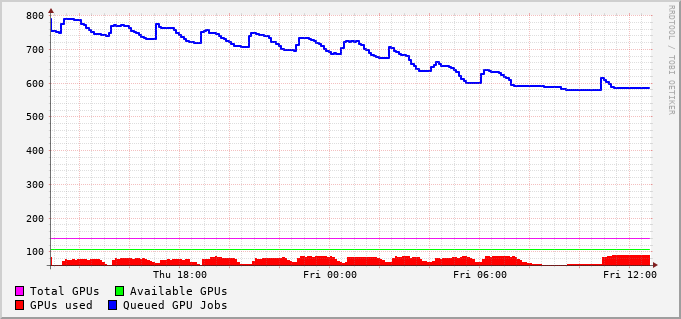 800
700
600
500
400
300
200
100
Thu 18:00 Fri 00:00 Fri 06:00 Fri 12:00
Total GPUs Available GPUs
GPUs used Queued GPU Jobs
RRDTOOL / TOBI OETIKER